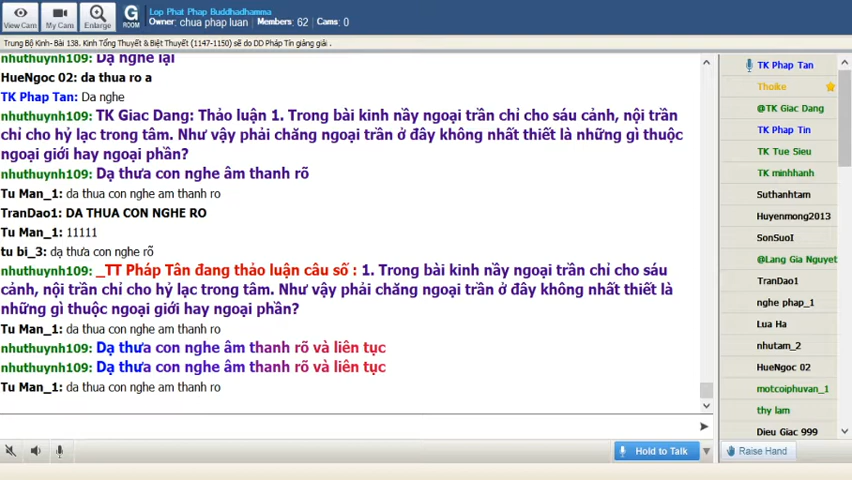 Lop Phat Phap Buddhadhamma
Owner: chua phap luan Members: 62 Cams: 0
View Cam
My Cam
Enlarge
G
ROOM
Trung Bộ Kinh- Bài 138. Kinh Tổng Thuyết & Biệt Thuyết (1147-1150) sẽ do DD Pháp Tín giảng giải .
nhuthuynh109: Dạ nghe lại
HueNgoc 02: da thua ro a
TK Phap Tan: Da nghe
nhuthuynh109: TK Giac Dang: Thảo luận 1. Trong bài kinh nầy ngoại trần chỉ cho sáu cảnh, nội trần
chỉ cho hỷ lạc trong tâm. Như vậy phải chăng ngoại trần ở đây không nhất thiết là những gì thuộc
ngoại giới hay ngoại phần?
nhuthuynh109: Dạ thưa con nghe âm thanh rõ
Tu Man_1: da thua con nghe am thanh ro
TranDao1: DA THUA CON NGHE RO
Tu Man_1: 11111
tu bi_3: dạ thưa con nghe rõ
nhuthuynh109: _TT Pháp Tân đang thảo luận câu số : 1. Trong bài kinh nầy ngoại trần chỉ cho sáu
cảnh, nội trần chỉ cho hỷ lạc trong tâm. Như vậy phải chăng ngoại trần ở đây không nhất thiết là
những gì thuộc ngoại giới hay ngoại phần?
Tu Man_1: da thua con nghe am thanh ro
nhuthuynh109: Dạ thưa con nghe âm thanh rõ và liên tục
nhuthuynh109: Dạ thưa con nghe âm thanh rõ và liên tục
Tu Man_1: da thua con nghe am thanh ro
Hold to Talk
TK Phap Tan
Thoike
@TK Giac Dang
TK Phap Tin
TK Tue Sieu
TK minhhanh
Suthanhtam
Huyenmong2013
SonSuoI
@Lang Gia Nguyet
TranDao1
nghe phap_1
Lua Ha
nhutam_2
HueNgoc 02
motcoiphuvan_1
thy lam
Dieu Giac 999
Raise Hand